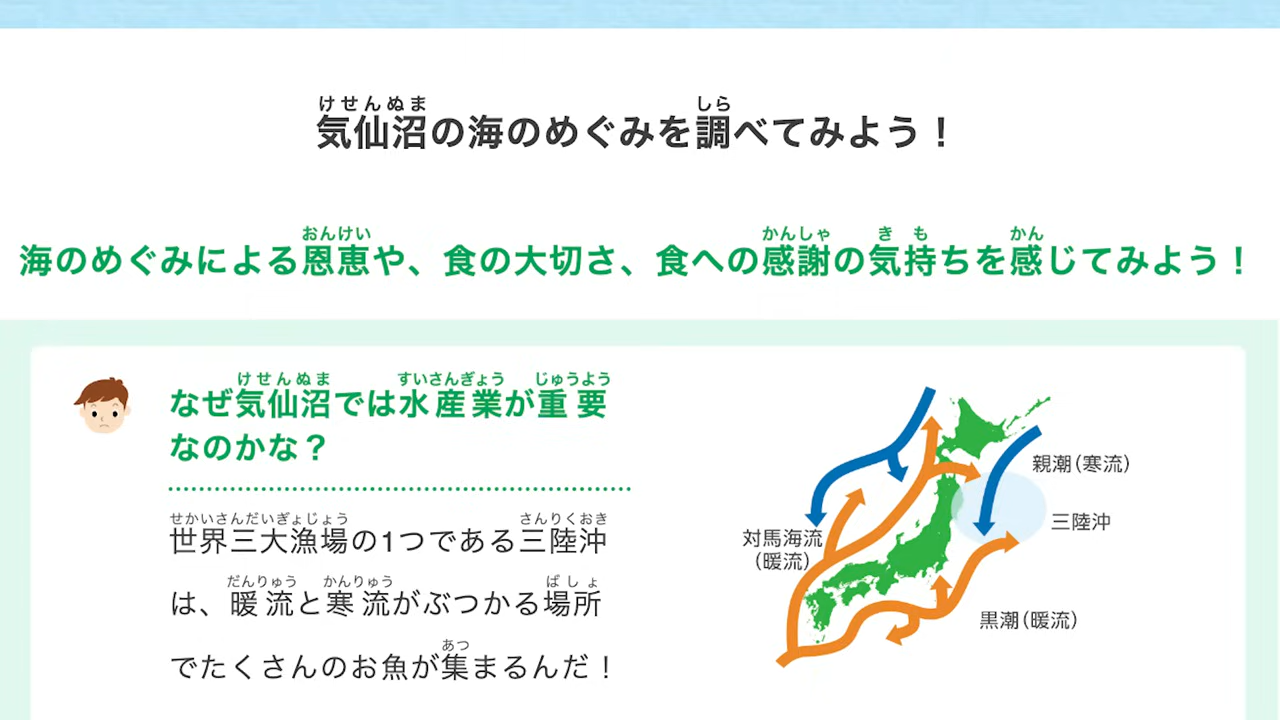 けせんぬま しら
気仙沼の海のめぐみを調べてみよう！
おんけい かんしゃ き も かん
海のめぐみによる恩恵や、食の大切さ、食への感謝の気持ちを感じてみよう！
けせんぬま すいさんぎょう じゅうよう
なぜ気仙沼では水産業が重要
なのかな？
せかいさんだいぎょじょう さんりくおき
世界三大漁場の1つである三陸沖
だんりゅう かんりゅう ばしょ
は、暖流と寒流がぶつかる場所
あつ
でたくさんのお魚が集まるんだ！
親潮（寒流）
三陸沖
対馬海流
（暖流）
黒潮（暖流）